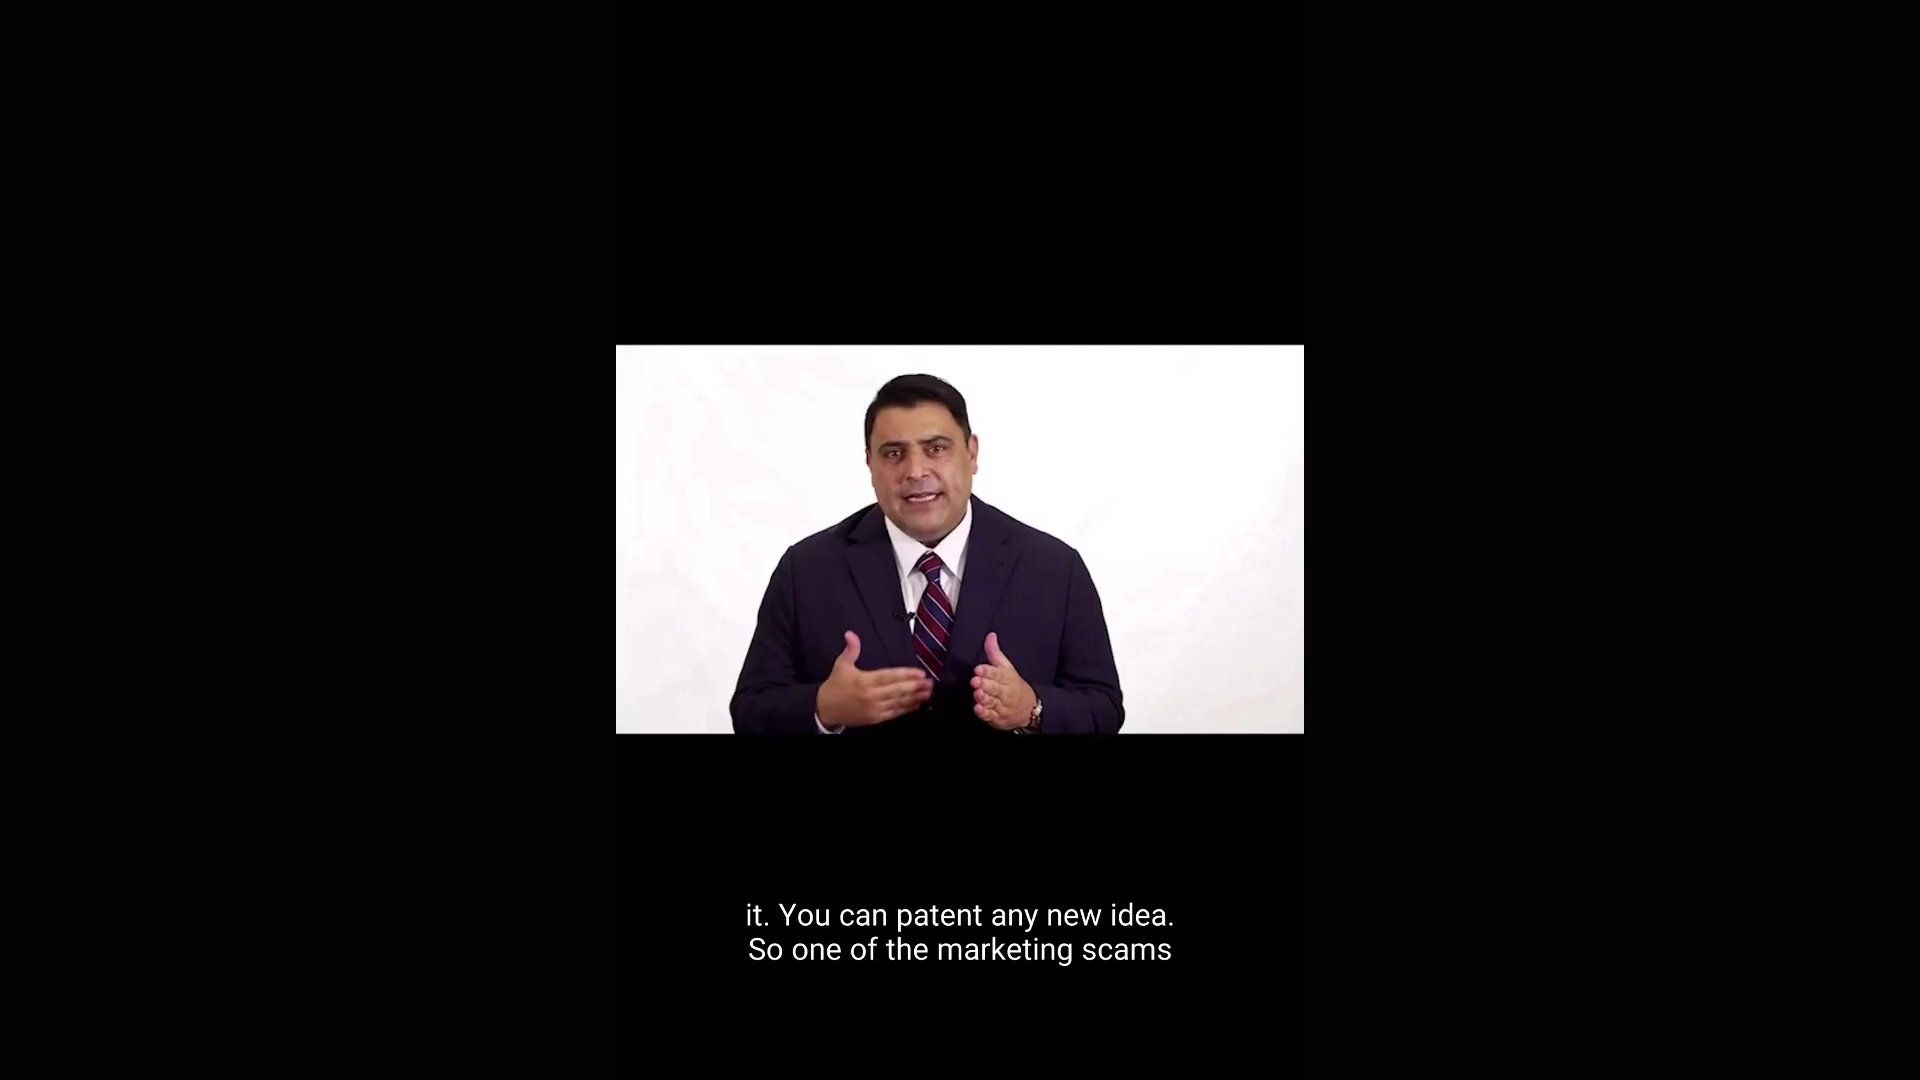 it. You can patent any new idea.
So one of the marketing scams